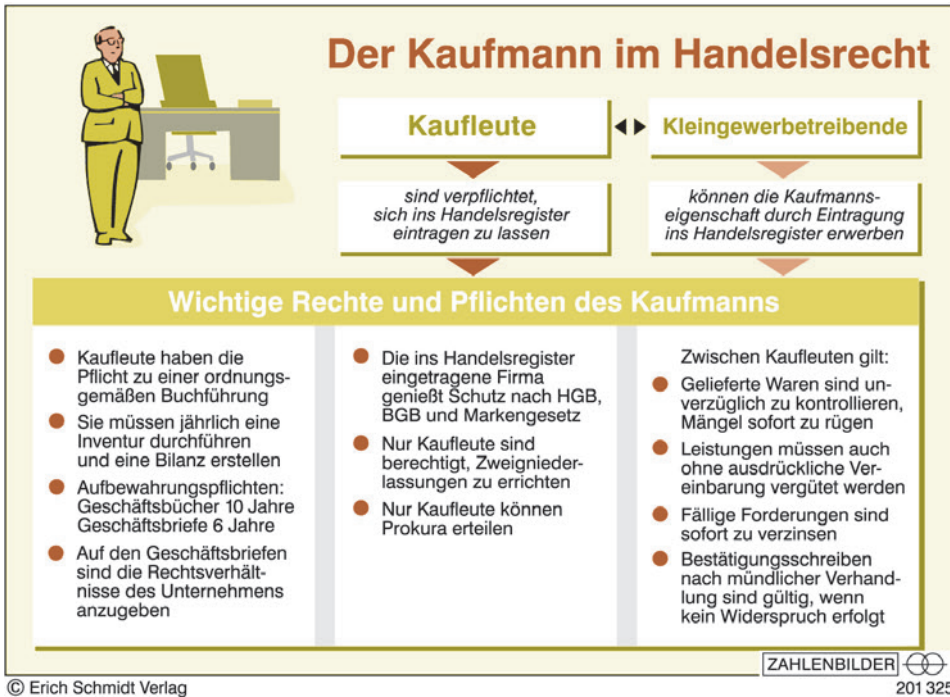 Der Kaufmann im Handelsrecht
Kaufleute
Kleingewerbetreibende
sind verpflichtet,
sich ins Handelsregister
eintragen zu lassen
können die Kaufmanns-
eigenschaft durch Eintragung
ins Handelsregister erwerben
Wichtige Rechte und Pflichten des Kaufmanns
Kaufleute haben die
Pflicht zu einer ordnungs-
gemäßen Buchführung
Sie müssen jährlich eine
Inventur durchführen
und eine Bilanz erstellen
Aufbewahrungspflichten:
Geschäftsbücher 10 Jahre
Geschäftsbriefe 6 Jahre
Auf den Geschäftsbriefen
sind die Rechtsverhält-
nisse des Unternehmens
anzugeben
Die ins Handelsregister
eingetragene Firma
genießt Schutz nach HGB,
BGB und Markengesetz
Nur Kaufleute sind
berechtigt, Zweignieder-
lassungen zu errichten
Nur Kaufleute können
Prokura erteilen
Zwischen Kaufleuten gilt:
Gelieferte Waren sind un-
verzüglich zu kontrollieren,
Mängel sofort zu rügen
Leistungen müssen auch
ohne ausdrückliche Ver-
einbarung vergütet werden
Fällige Forderungen sind
sofort zu verzinsen
Bestätigungsschreiben
nach mündlicher Verhand-
lung sind gültig, wenn
kein Widerspruch erfolgt
ZAHLENBILDER
© Erich Schmidt Verlag
201 325